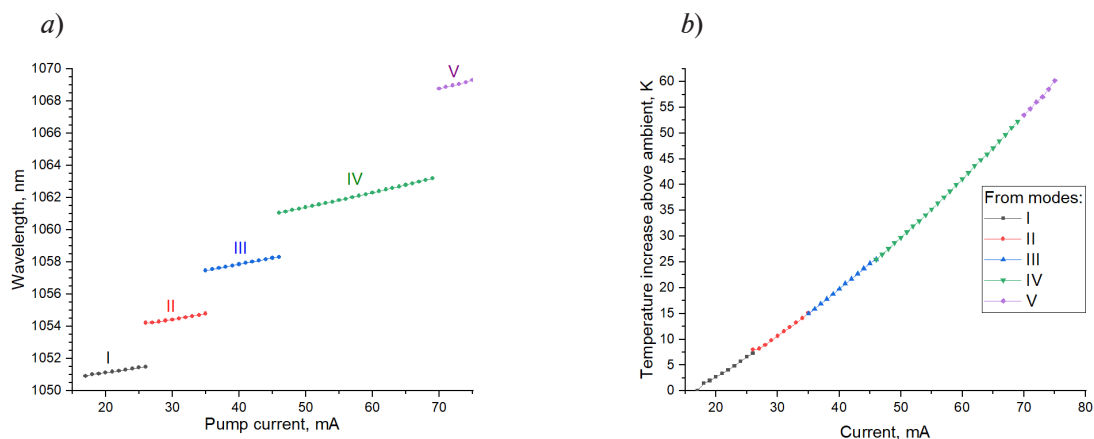 a)
b)
1070
1068
1066
1064
1062
1060
1058
1056
1054
1052
1050
Wavelength, nm
I
II
III
IV
V
20
30
40
50
60
70
Pump current, mA
60
55
50
45
40
35
30
25
20
15
10
5
0
Temperature increase above ambient, K
From modes:
I
II
III
IV
V
20
30
40
50
60
70
80
Current, mA